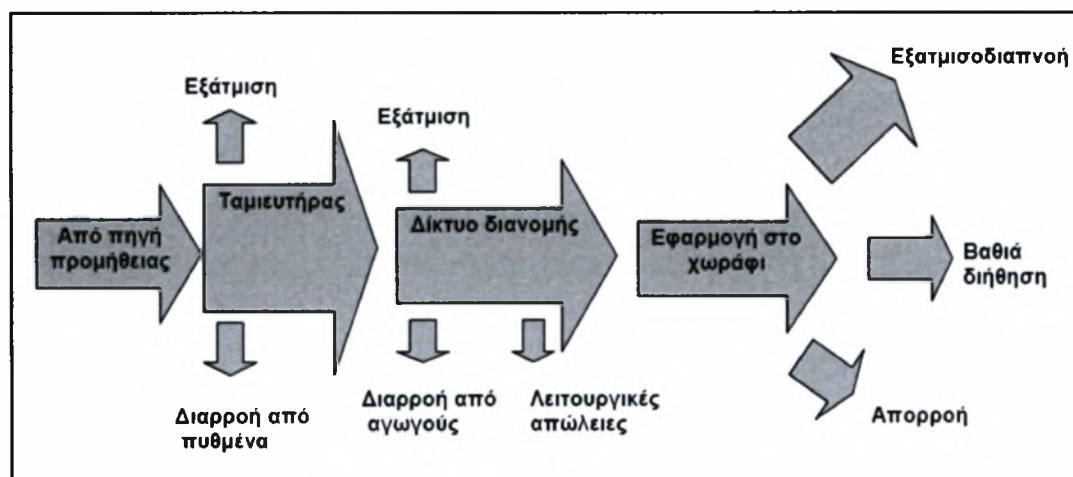 Εξάτμιση
Εξάτμιση
Εξατμισοδιαπνοή
Από πηγή
προμήθειας
Ταμιευτήρας
Δίκτυο διανομής
Εφαρμογή στο
χωράφι
Βαθιά
διήθηση
Διαρροή από
πυθμένα
Διαρροή από
αγωγούς
Λειτουργικές
απώλειες
Απορροή